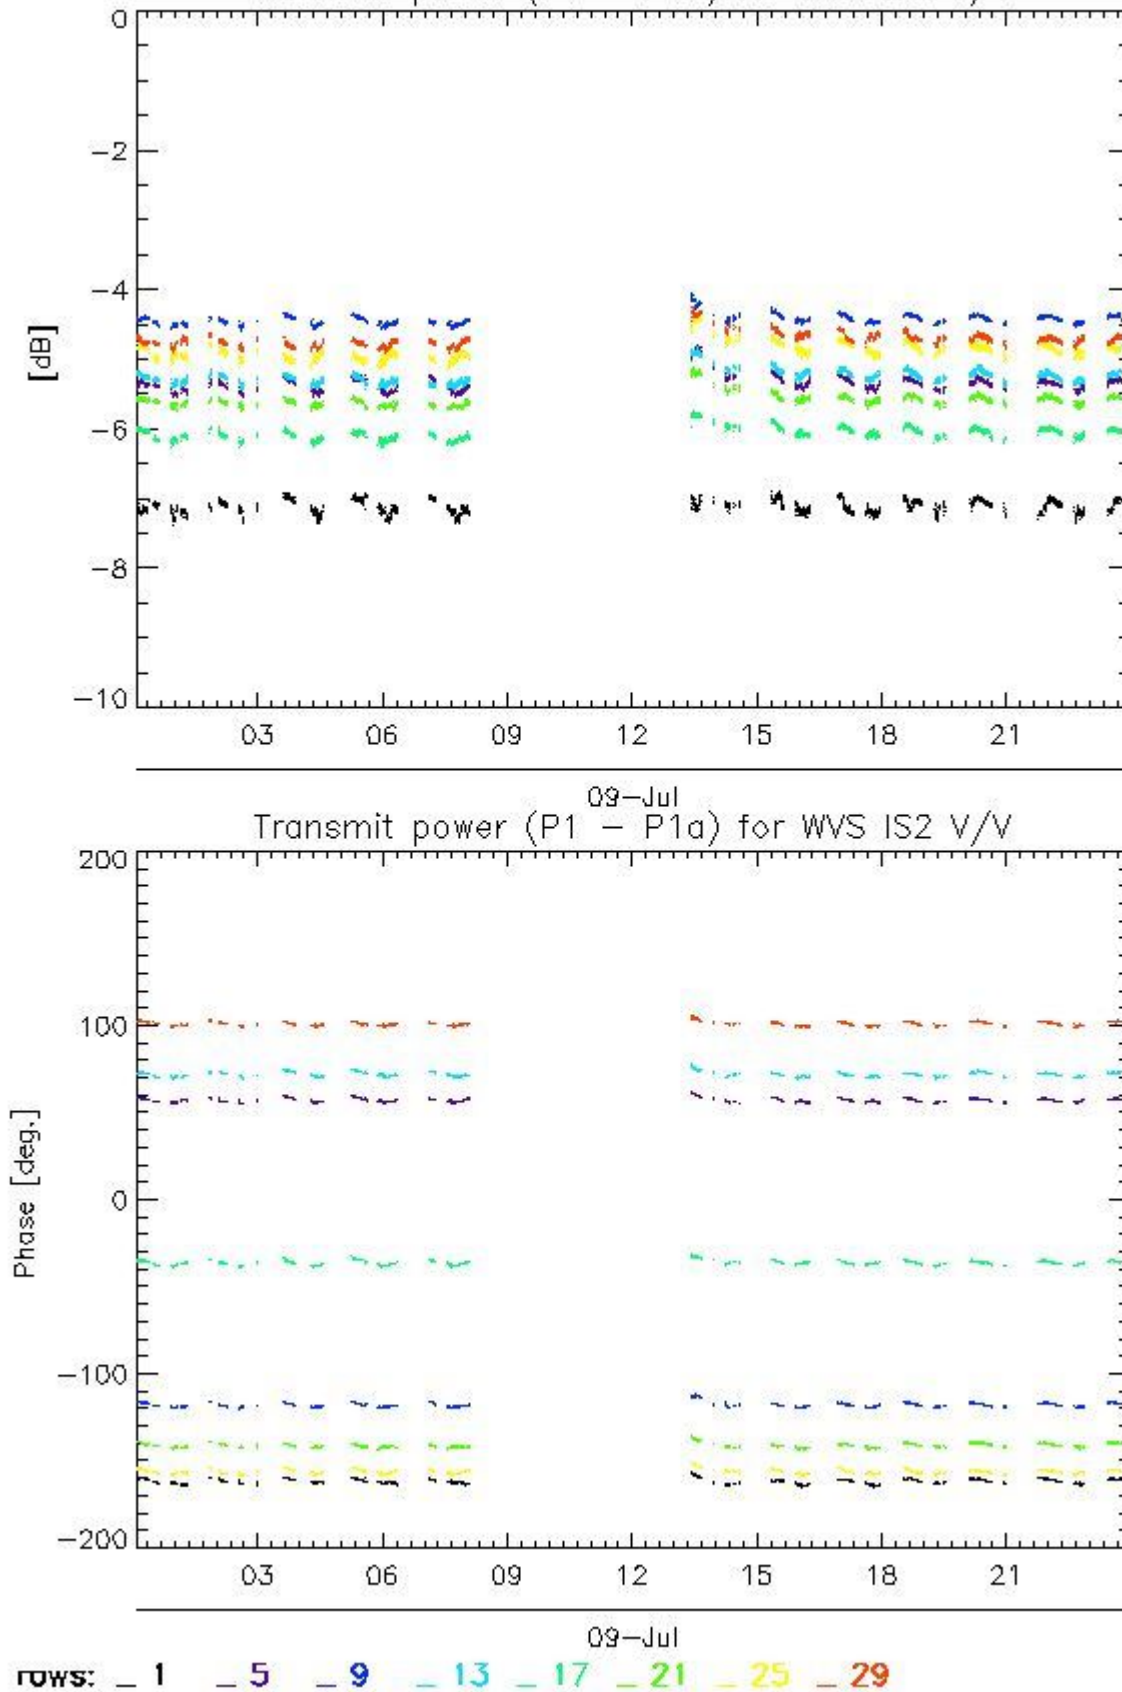 0
-2
-4
[dB]
-6
-8
-10
03 06 09 12 15 18 21
09-Jul
Transmit power (P1 - P1a) for WVS IS2 V/V
200
100
Phase [deg.]
0
-100
-200
03 06 09 12 15 18 21
09-Jul
rows: _ 1 _ 5 _ 9 _ 13 _ 17 _ 21 _ 25 _ 29